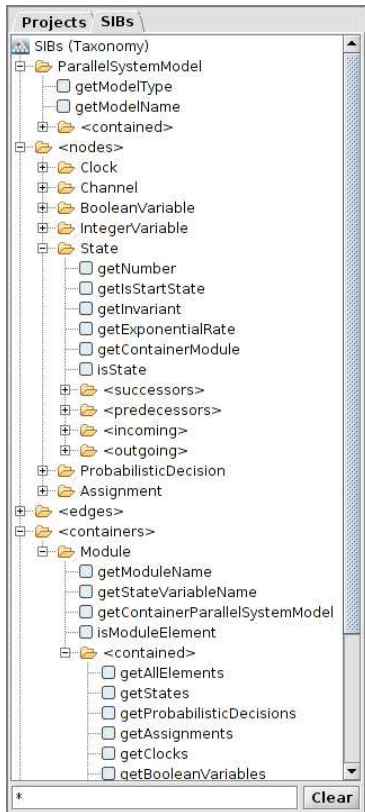 Projects SIBs
SIBs (Taxonomy)
ParallelSystemModel
getModelType
getModelName
<contained>
<nodes>
Clock
Channel
BooleanVariable
IntegerVariable
State
getNumber
getIsStartState
getInvariant
getExponentialRate
getContainerModule
isState
<successors>
<predecessors>
<incoming>
<outgoing>
ProbabilisticDecision
Assignment
<edges>
<containers>
Module
getModuleName
getStateVariableName
getContainerParallelSystemModel
isModuleElement
<contained>
getAllElements
getStates
getProbabilisticDecisions
getAssignments
getClocks
getBooleanVariables
* Clear